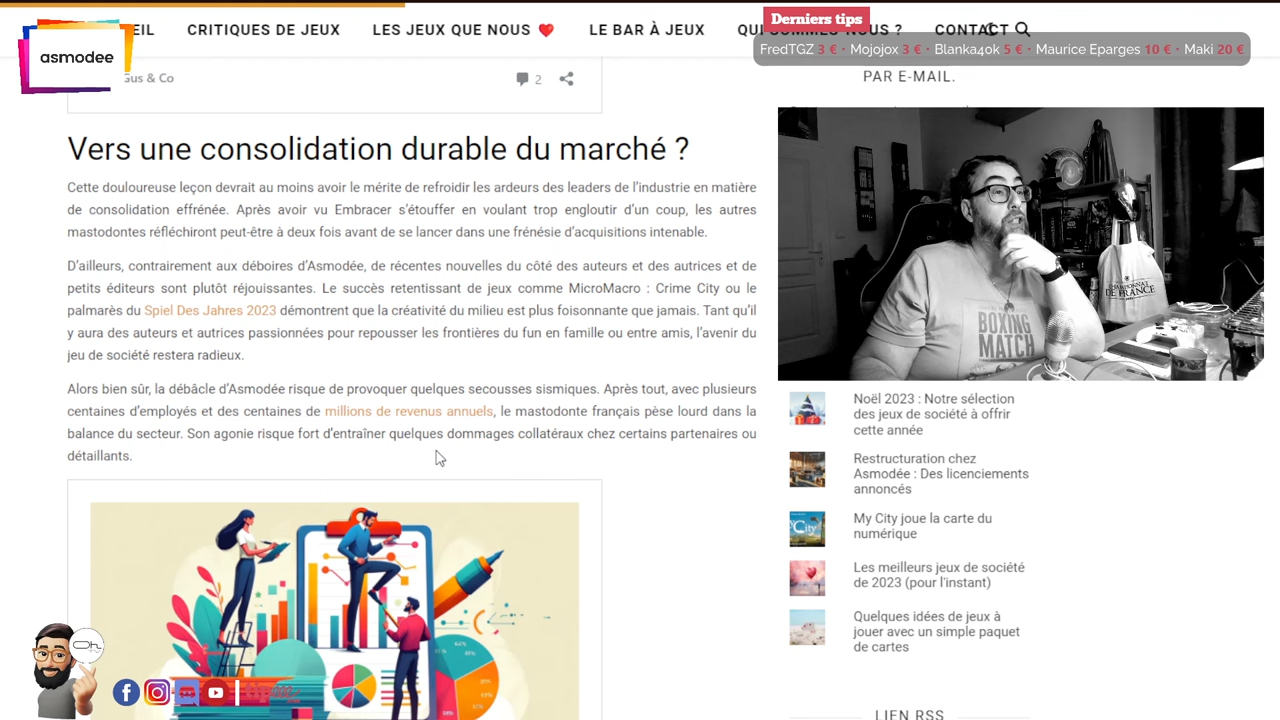 EIL
CRITIQUES DE JEUX
LES JEUX QUE NOUS
LE BAR À JEUX
QUI SOMMES-NOUS ?
CONTACT
Derniers tips
FredTGZ 3 € · Mojojox 3 € · Blanka40k 5 € · Maurice Eparges 10 € · Maki 20 €
asmodee
Gus & Co
2
PAR E-MAIL.
Vers une consolidation durable du marché ?
Cette douloureuse leçon devrait au moins avoir le mérite de refroidir les ardeurs des leaders de l'industrie en matière
de consolidation effrénée. Après avoir vu Embracer s'étouffer en voulant trop engloutir d'un coup, les autres
mastodontes réfléchiront peut-être à deux fois avant de se lancer dans une frénésie d'acquisitions intenable.
D'ailleurs, contrairement aux déboires d'Asmodée, de récentes nouvelles du côté des auteurs et des autrices et de
petits éditeurs sont plutôt réjouissantes. Le succès retentissant de jeux comme MicroMacro : Crime City ou le
palmarès du Spiel Des Jahres 2023 démontrent que la créativité du milieu est plus foisonnante que jamais. Tant qu'il
y aura des auteurs et autrices passionnées pour repousser les frontières du fun en famille ou entre amis, l'avenir du
jeu de société restera radieux.
Alors bien sûr, la débâcle d'Asmodée risque de provoquer quelques secousses sismiques. Après tout, avec plusieurs
centaines d'employés et des centaines de millions de revenus annuels, le mastodonte français pèse lourd dans la
balance du secteur. Son agonie risque fort d'entraîner quelques dommages collatéraux chez certains partenaires ou
détaillants.
BOXING
MATCH
DE FRANCE
Noël 2023 : Notre sélection
des jeux de société à offrir
cette année
Restructuration chez
Asmodée : Des licenciements
annoncés
My City joue la carte du
numérique
Les meilleurs jeux de société
de 2023 (pour l'instant)
Quelques idées de jeux à
jouer avec un simple paquet
de cartes
LIEN RSS